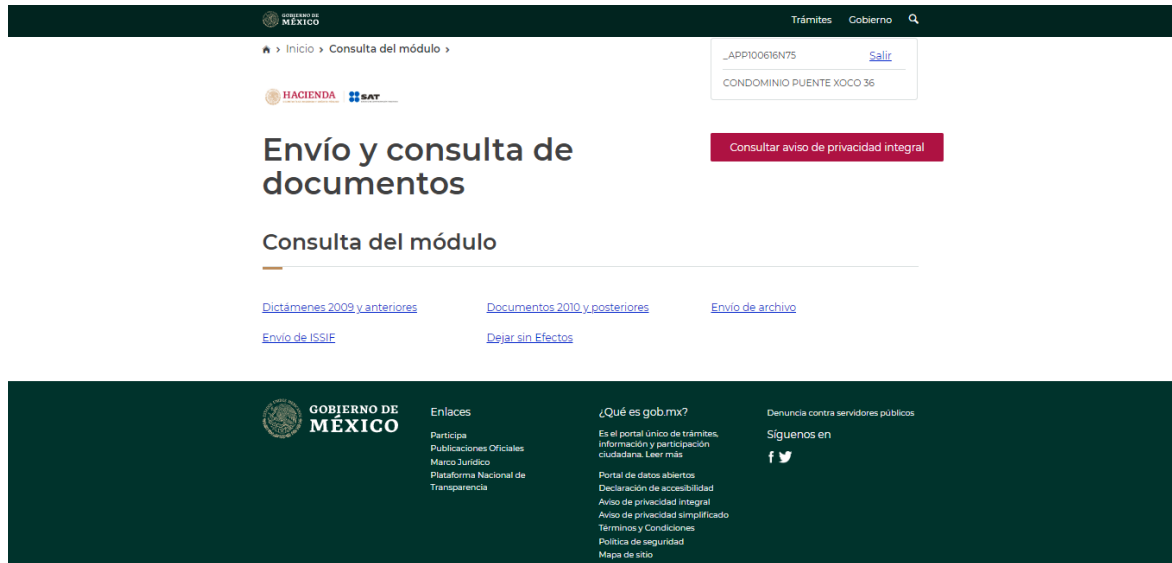 GOBIERNO DE
MÉXICO
Trámites Gobierno
> Inicio > Consulta del módulo >
_APP100616N75 Salir
CONDOMINIO PUENTE XOCO 36
HACIENDA SAT
Envío y consulta de
documentos
Consultar aviso de privacidad integral
Consulta del módulo
Dictámenes 2009 y anteriores Documentos 2010 y posteriores Envío de archivo
Envío de ISSIF Dejar sin Efectos
GOBIERNO DE
MÉXICO
Enlaces
Participa
Publicaciones Oficiales
Marco Jurídico
Plataforma Nacional de
Transparencia
¿Qué es gob.mx?
Es el portal único de trámites,
información y participación
ciudadana. Leer más
Portal de datos abiertos
Declaración de accesibilidad
Aviso de privacidad integral
Aviso de privacidad simplificado
Términos y Condiciones
Política de seguridad
Mapa de sitio
Denuncia contra servidores públicos
Síguenos en